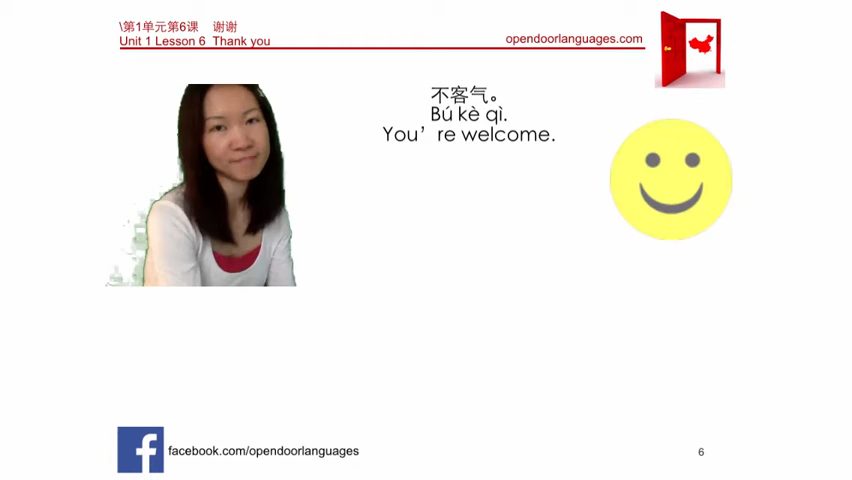 \第1单元第6课 谢谢
Unit 1 Lesson 6 Thank you
opendoorlanguages.com
不客气。
Bú kè qì.
You’re welcome.
facebook.com/opendoorlanguages
6